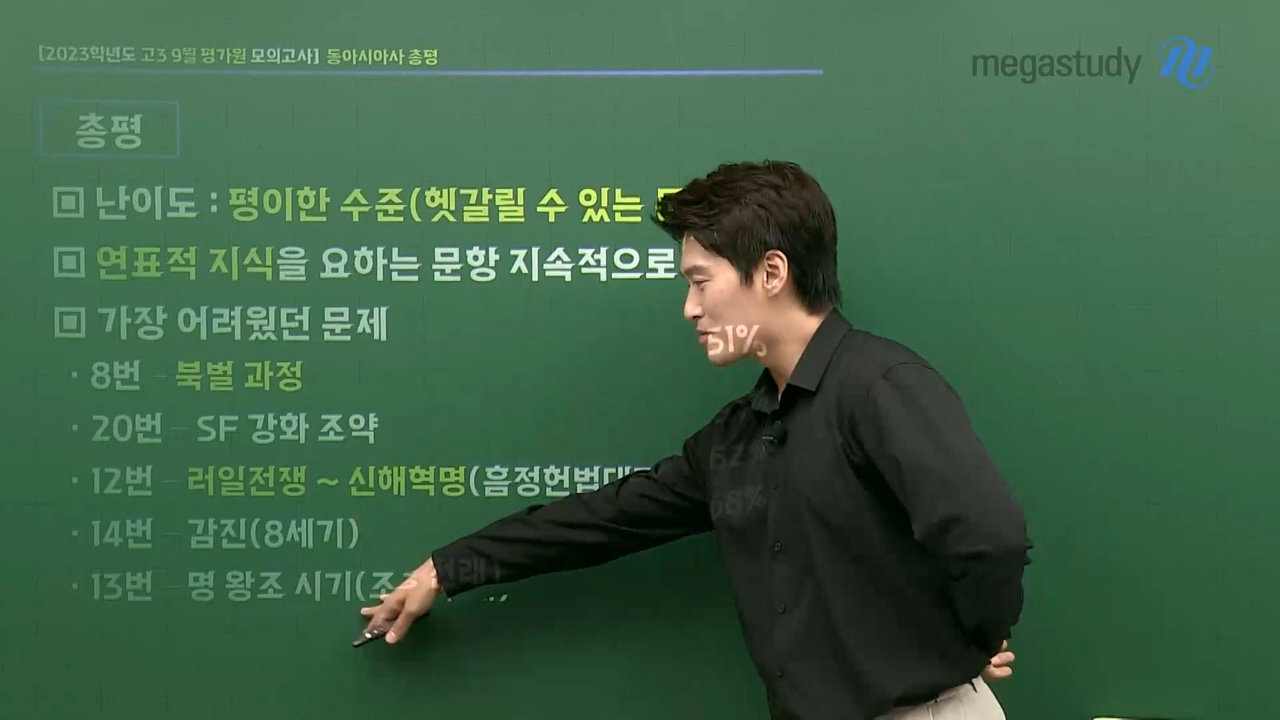 [2023학년도 고3 9월 평가원 모의고사] 동아시아사 총평
megastudy
총평
난이도 : 평이한 수준(헷갈릴 수 있는
연표적 지식을 요하는 문항 지속적으로
가장 어려웠던 문제
51%
· 8번 – 북벌 과정
· 20번 – SF 강화 조약
· 12번 – 러일전쟁 ~ 신해혁명(흠정헌법대
· 14번 – 감진(8세기)
· 13번 – 명 왕조 시기(